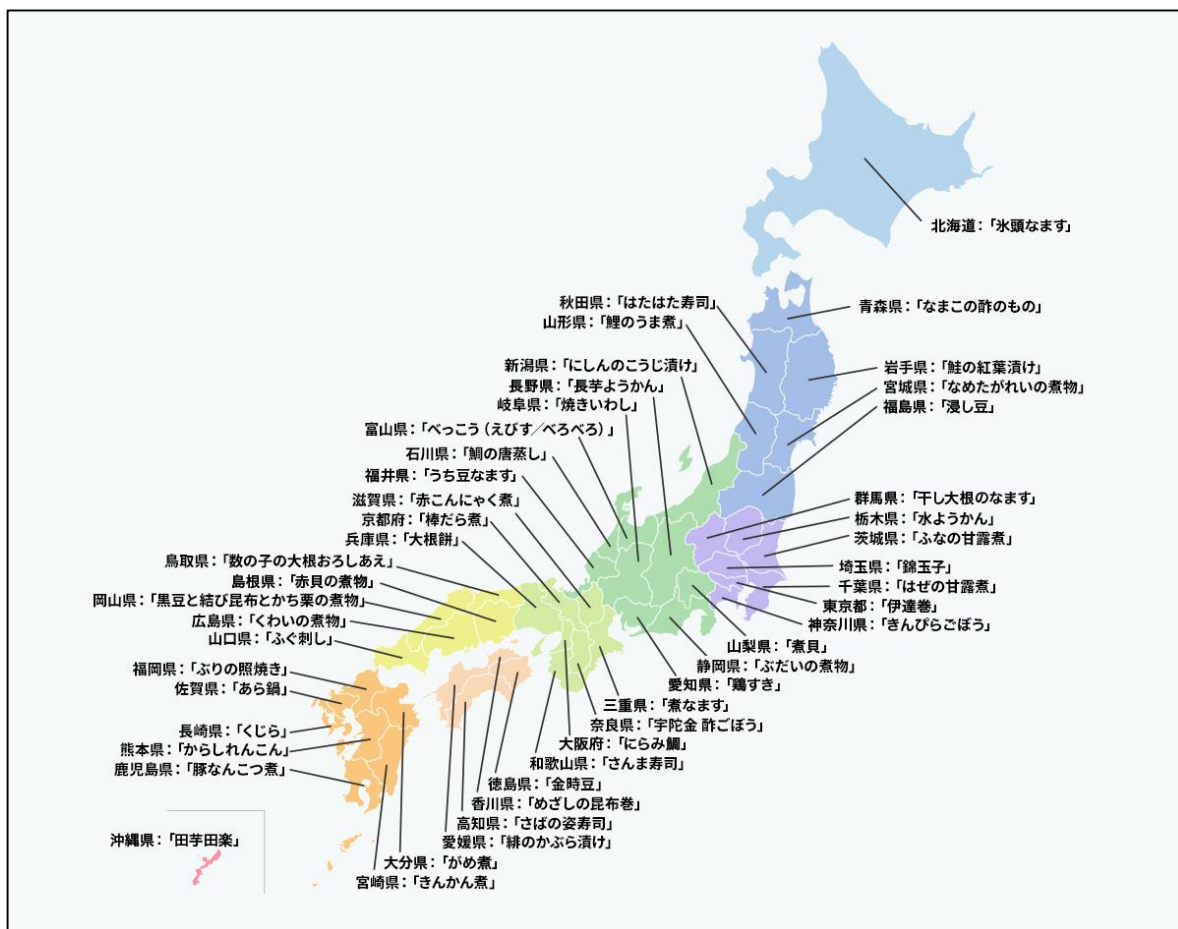 北海道：「氷頭なます」
秋田県：「はたはた寿司」
青森県：「なまこの酢のもの」
山形県：「鯉のうま煮」
新潟県：「にしんのこうじ漬け」
岩手県：「鮭の紅葉漬け」
長野県：「長芋ようかん」
宮城県：「なめたがれいの煮物」
岐阜県：「焼きいわし」
福島県：「浸し豆」
富山県：「べっこう（えびす／べろべろ）」
石川県：「鯛の唐蒸し」
福井県：「うち豆なます」
滋賀県：「赤こんにゃく煮」
京都府：「棒だら煮」
兵庫県：「大根餅」
鳥取県：「数の子の大根おろしあえ」
島根県：「赤貝の煮物」
岡山県：「黒豆と結び昆布とかち栗の煮物」
広島県：「くわいの煮物」
山口県：「ふぐ刺し」
群馬県：「干し大根のなます」
栃木県：「水ようかん」
茨城県：「ふなの甘露煮」
埼玉県：「錦玉子」
千葉県：「はぜの甘露煮」
東京都：「伊達巻」
神奈川県：「きんぴらごぼう」
山梨県：「煮貝」
静岡県：「ぶだいの煮物」
愛知県：「鶏すき」
三重県：「煮なます」
奈良県：「宇陀金 酢ごぼう」
大阪府：「にらみ鯛」
和歌山県：「さんま寿司」
徳島県：「金時豆」
香川県：「めざしの昆布巻」
高知県：「さばの姿寿司」
愛媛県：「緋のかぶら漬け」
福岡県：「ぶりの照焼き」
佐賀県：「あら鍋」
長崎県：「くじら」
熊本県：「からしれんこん」
鹿児島県：「豚なんこつ煮」
大分県：「がめ煮」
宮崎県：「きんかん煮」
沖縄県：「田芋田楽」